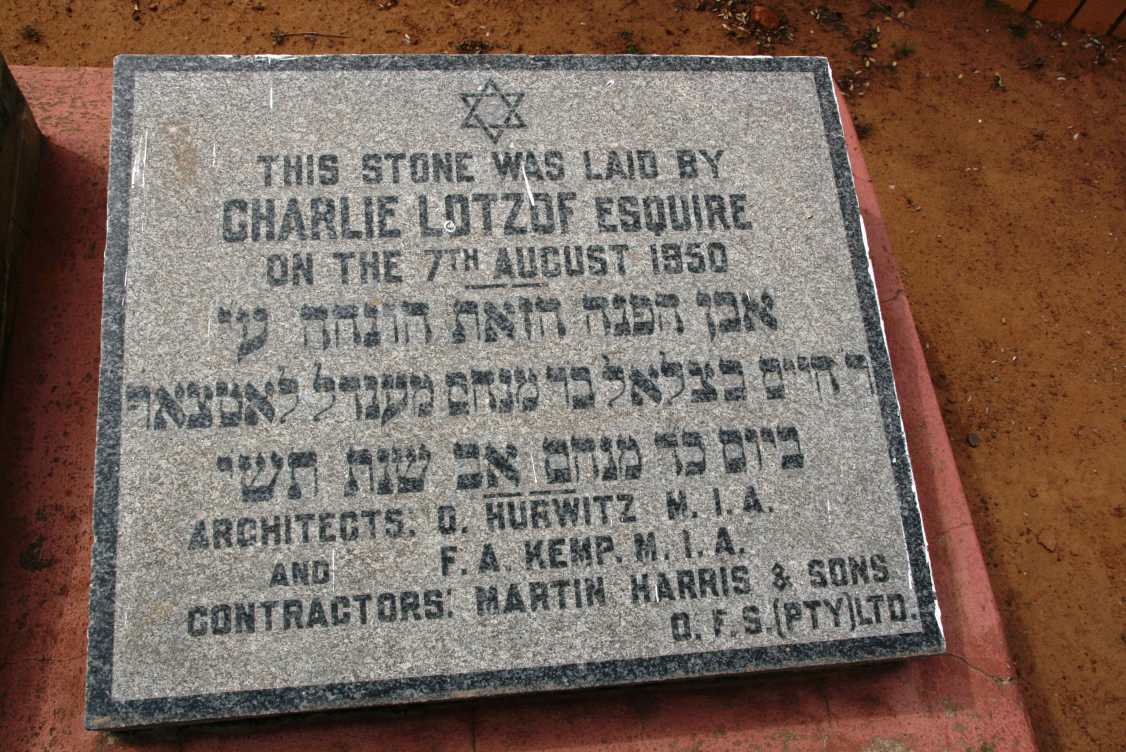 THIS STONE WAS LAID BY
CHARLIE LOTZOF ESQUIRE
ON THE 7TH AUGUST 1950
אבן הפנה הזאת הונחה ע״י
ר׳ חיים בצלאל בר מנחם מענדל לאטצאף
ביום כד מנחם אב שנת תש״י
ARCHITECTS: O. HURWITZ M.I.A.
AND F.A. KEMP. M.I.A.
CONTRACTORS: MARTIN HARRIS & SONS
O.F.S.(PTY)LTD.